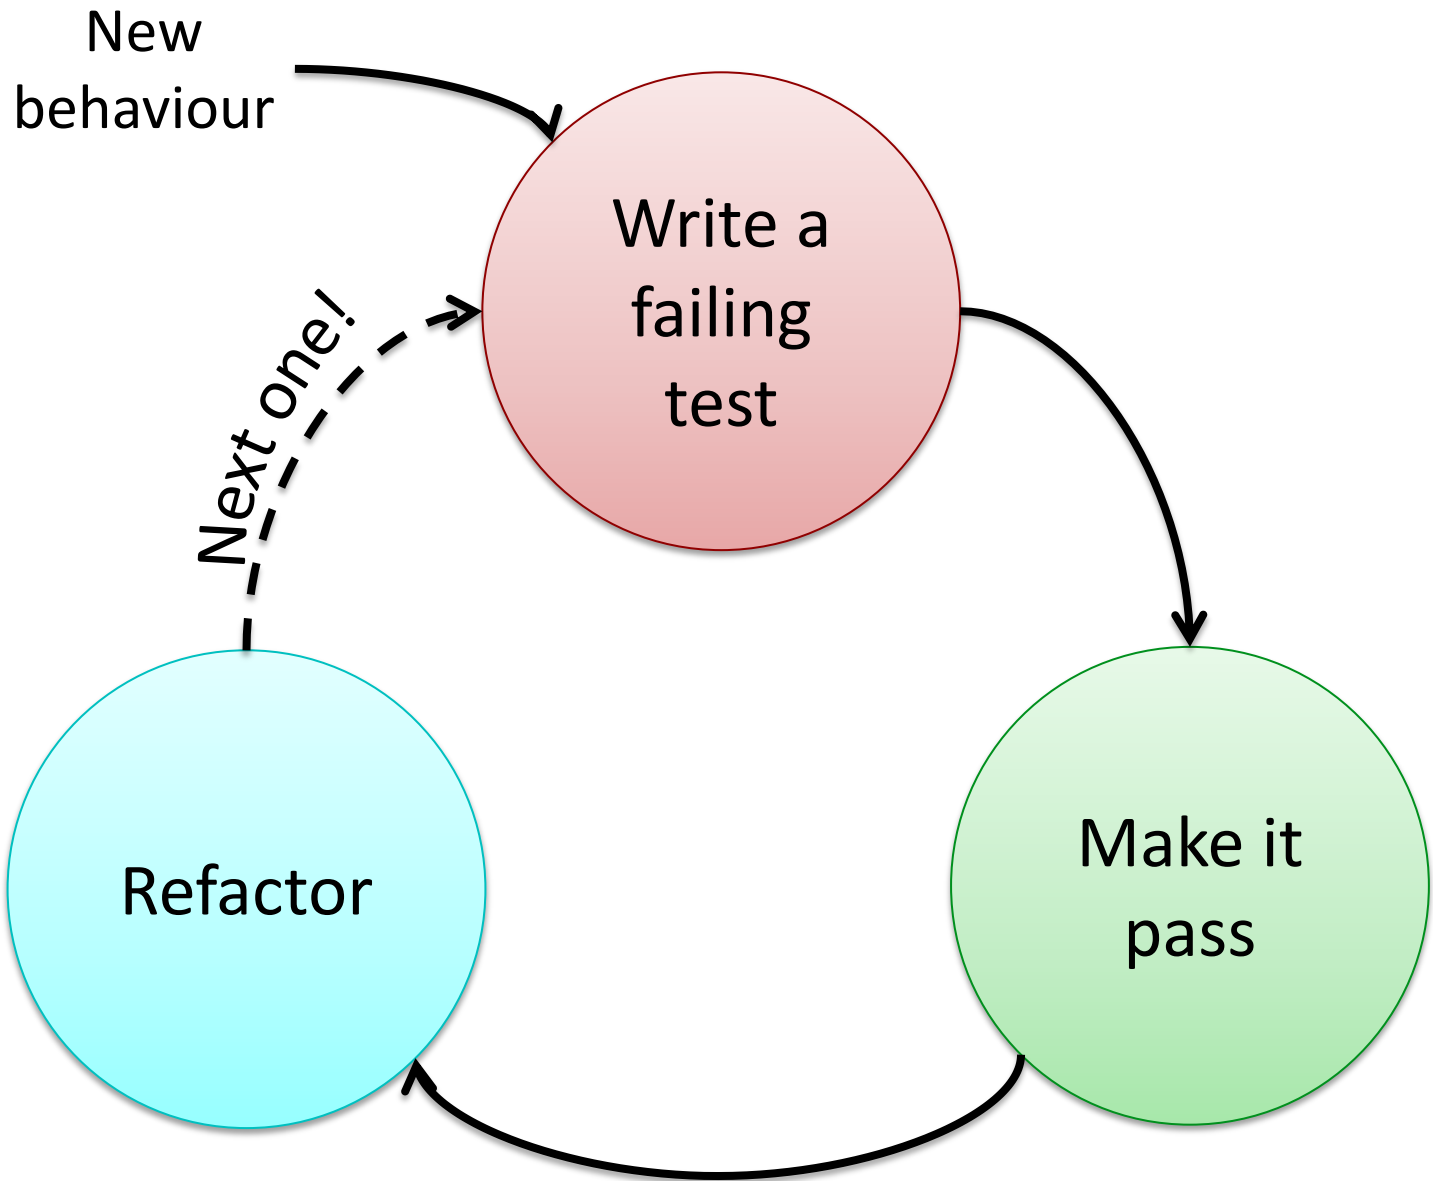 New
behaviour
Write a
failing
test
Next one!
Make it
pass
Refactor